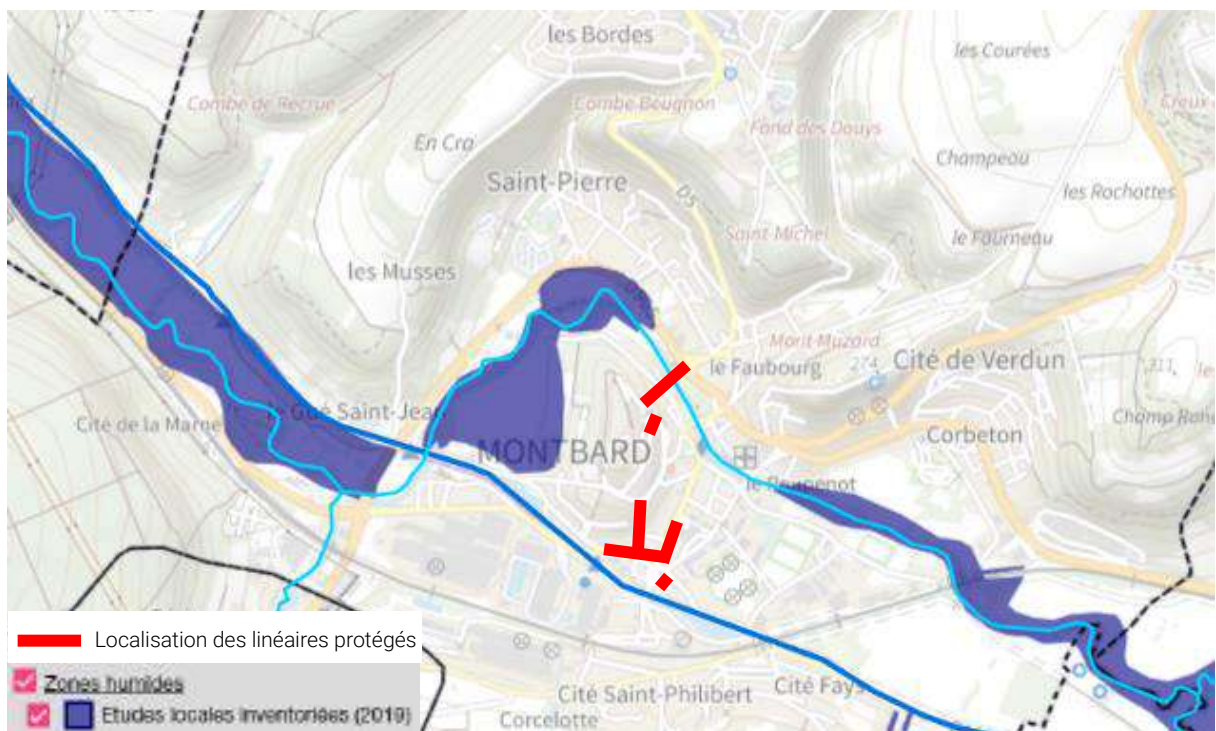 les Bordes
les Courées
Combe de Recrue
Combe Beugnon
Creux d
Fond des Douys
En Cra
Champeau
Saint-Pierre
D5
les Rochottes
Saint-Michel
le Fourneau
les Musses
Mont-Muzard
le Faubourg
274
Cité de Verdun
311
le Gué Saint-Jean
Cité de la Marne
Champ Rond
Corbeton
MONTBARD
Localisation des linéaires protégés
Zones humides
Cité Saint-Philibert
Cité Fays
Etudes locales inventoriées (2019)
Corcelotte